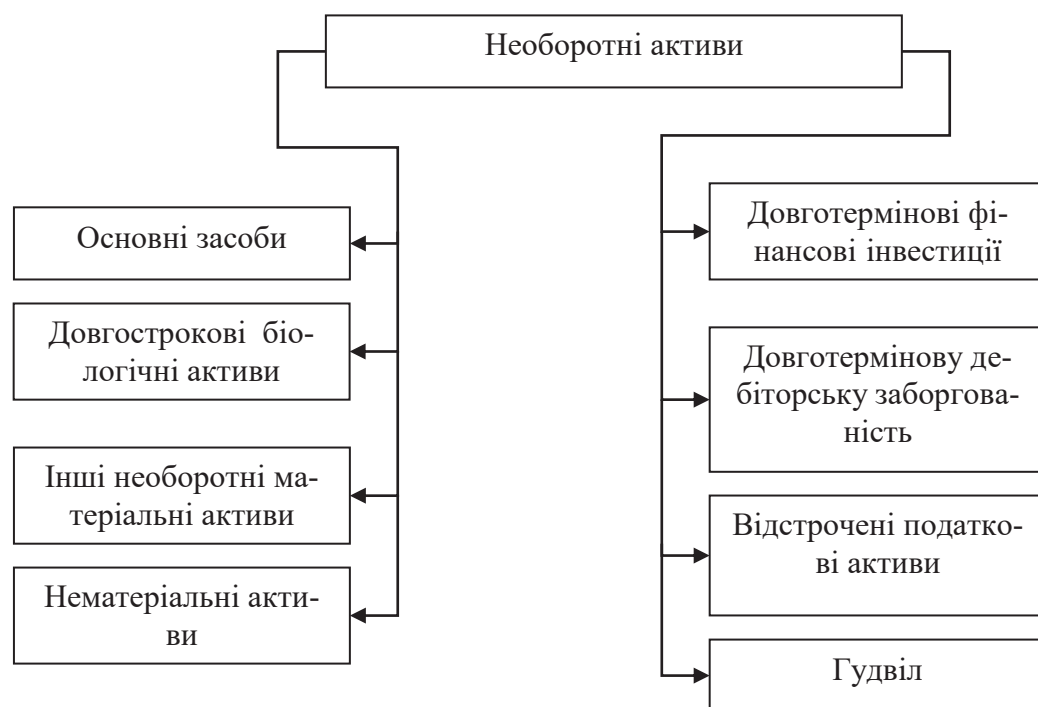 Необоротні активи
Основні засоби
Довгострокові біо-
логічні активи
Інші необоротні ма-
теріальні активи
Нематеріальні акти-
ви
Довготермінові фі-
нансові інвестиції
Довготермінову де-
біторську заборгова-
ність
Відстрочені податко-
ві активи
Гудвіл